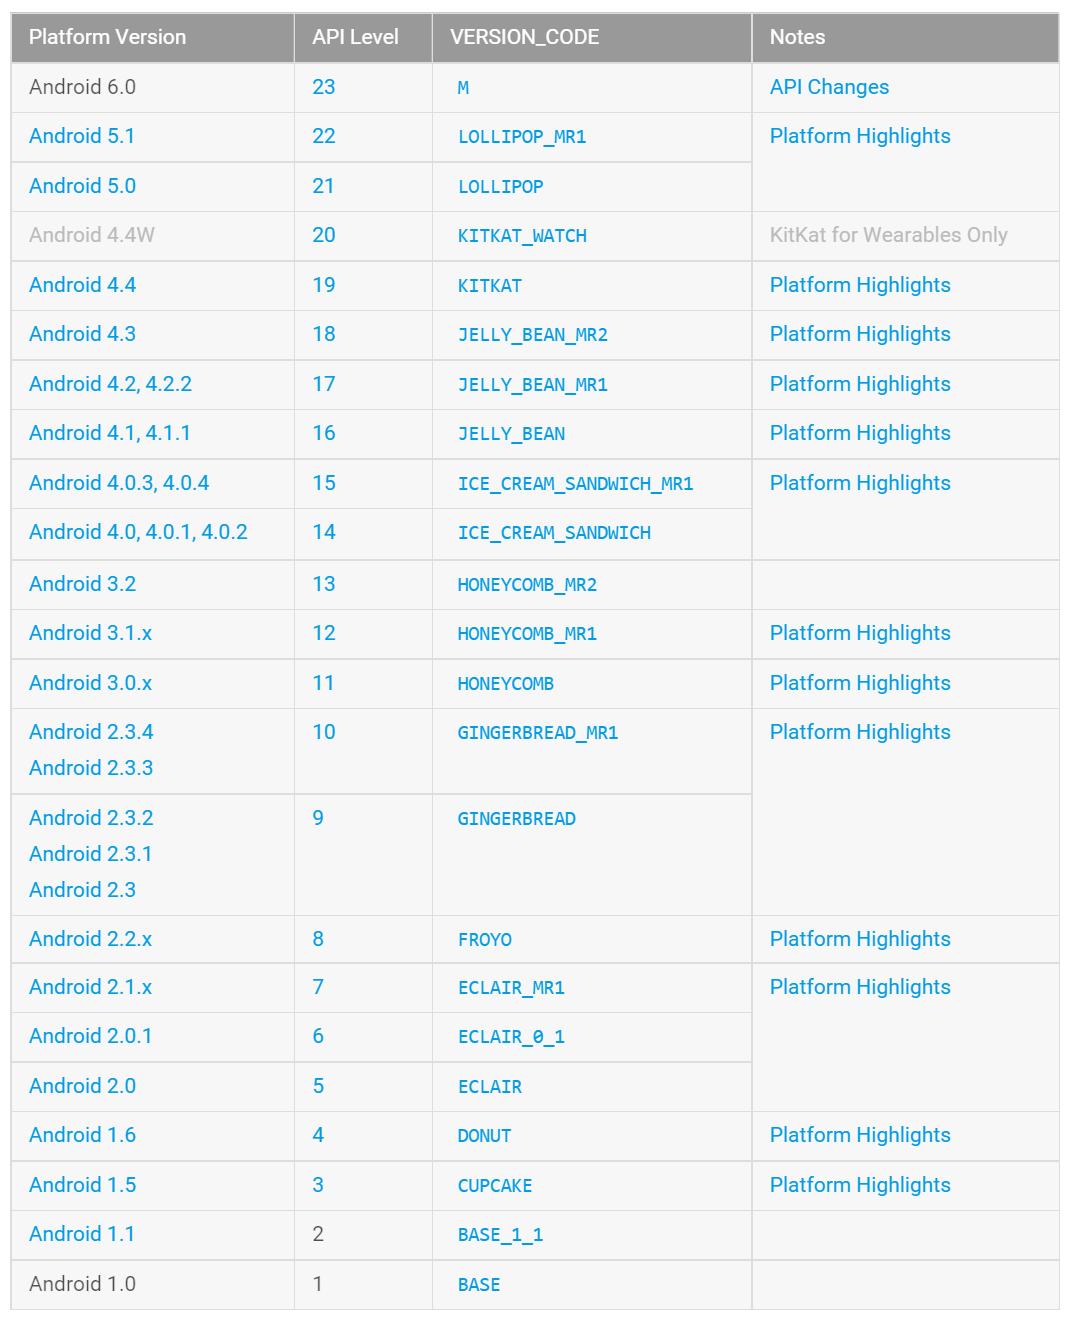 Platform Version API Level VERSION_CODE Notes
Android 6.0 23 M API Changes
Android 5.1 22 LOLLIPOP_MR1 Platform Highlights
Android 5.0 21 LOLLIPOP
Android 4.4W 20 KITKAT_WATCH KitKat for Wearables Only
Android 4.4 19 KITKAT Platform Highlights
Android 4.3 18 JELLY_BEAN_MR2 Platform Highlights
Android 4.2, 4.2.2 17 JELLY_BEAN_MR1 Platform Highlights
Android 4.1, 4.1.1 16 JELLY_BEAN Platform Highlights
Android 4.0.3, 4.0.4 15 ICE_CREAM_SANDWICH_MR1 Platform Highlights
Android 4.0, 4.0.1, 4.0.2 14 ICE_CREAM_SANDWICH
Android 3.2 13 HONEYCOMB_MR2
Android 3.1.x 12 HONEYCOMB_MR1 Platform Highlights
Android 3.0.x 11 HONEYCOMB Platform Highlights
Android 2.3.4 10 GINGERBREAD_MR1 Platform Highlights
Android 2.3.3
Android 2.3.2 9 GINGERBREAD
Android 2.3.1
Android 2.3
Android 2.2.x 8 FROYO Platform Highlights
Android 2.1.x 7 ECLAIR_MR1 Platform Highlights
Android 2.0.1 6 ECLAIR_0_1
Android 2.0 5 ECLAIR
Android 1.6 4 DONUT Platform Highlights
Android 1.5 3 CUPCAKE Platform Highlights
Android 1.1 2 BASE_1_1
Android 1.0 1 BASE